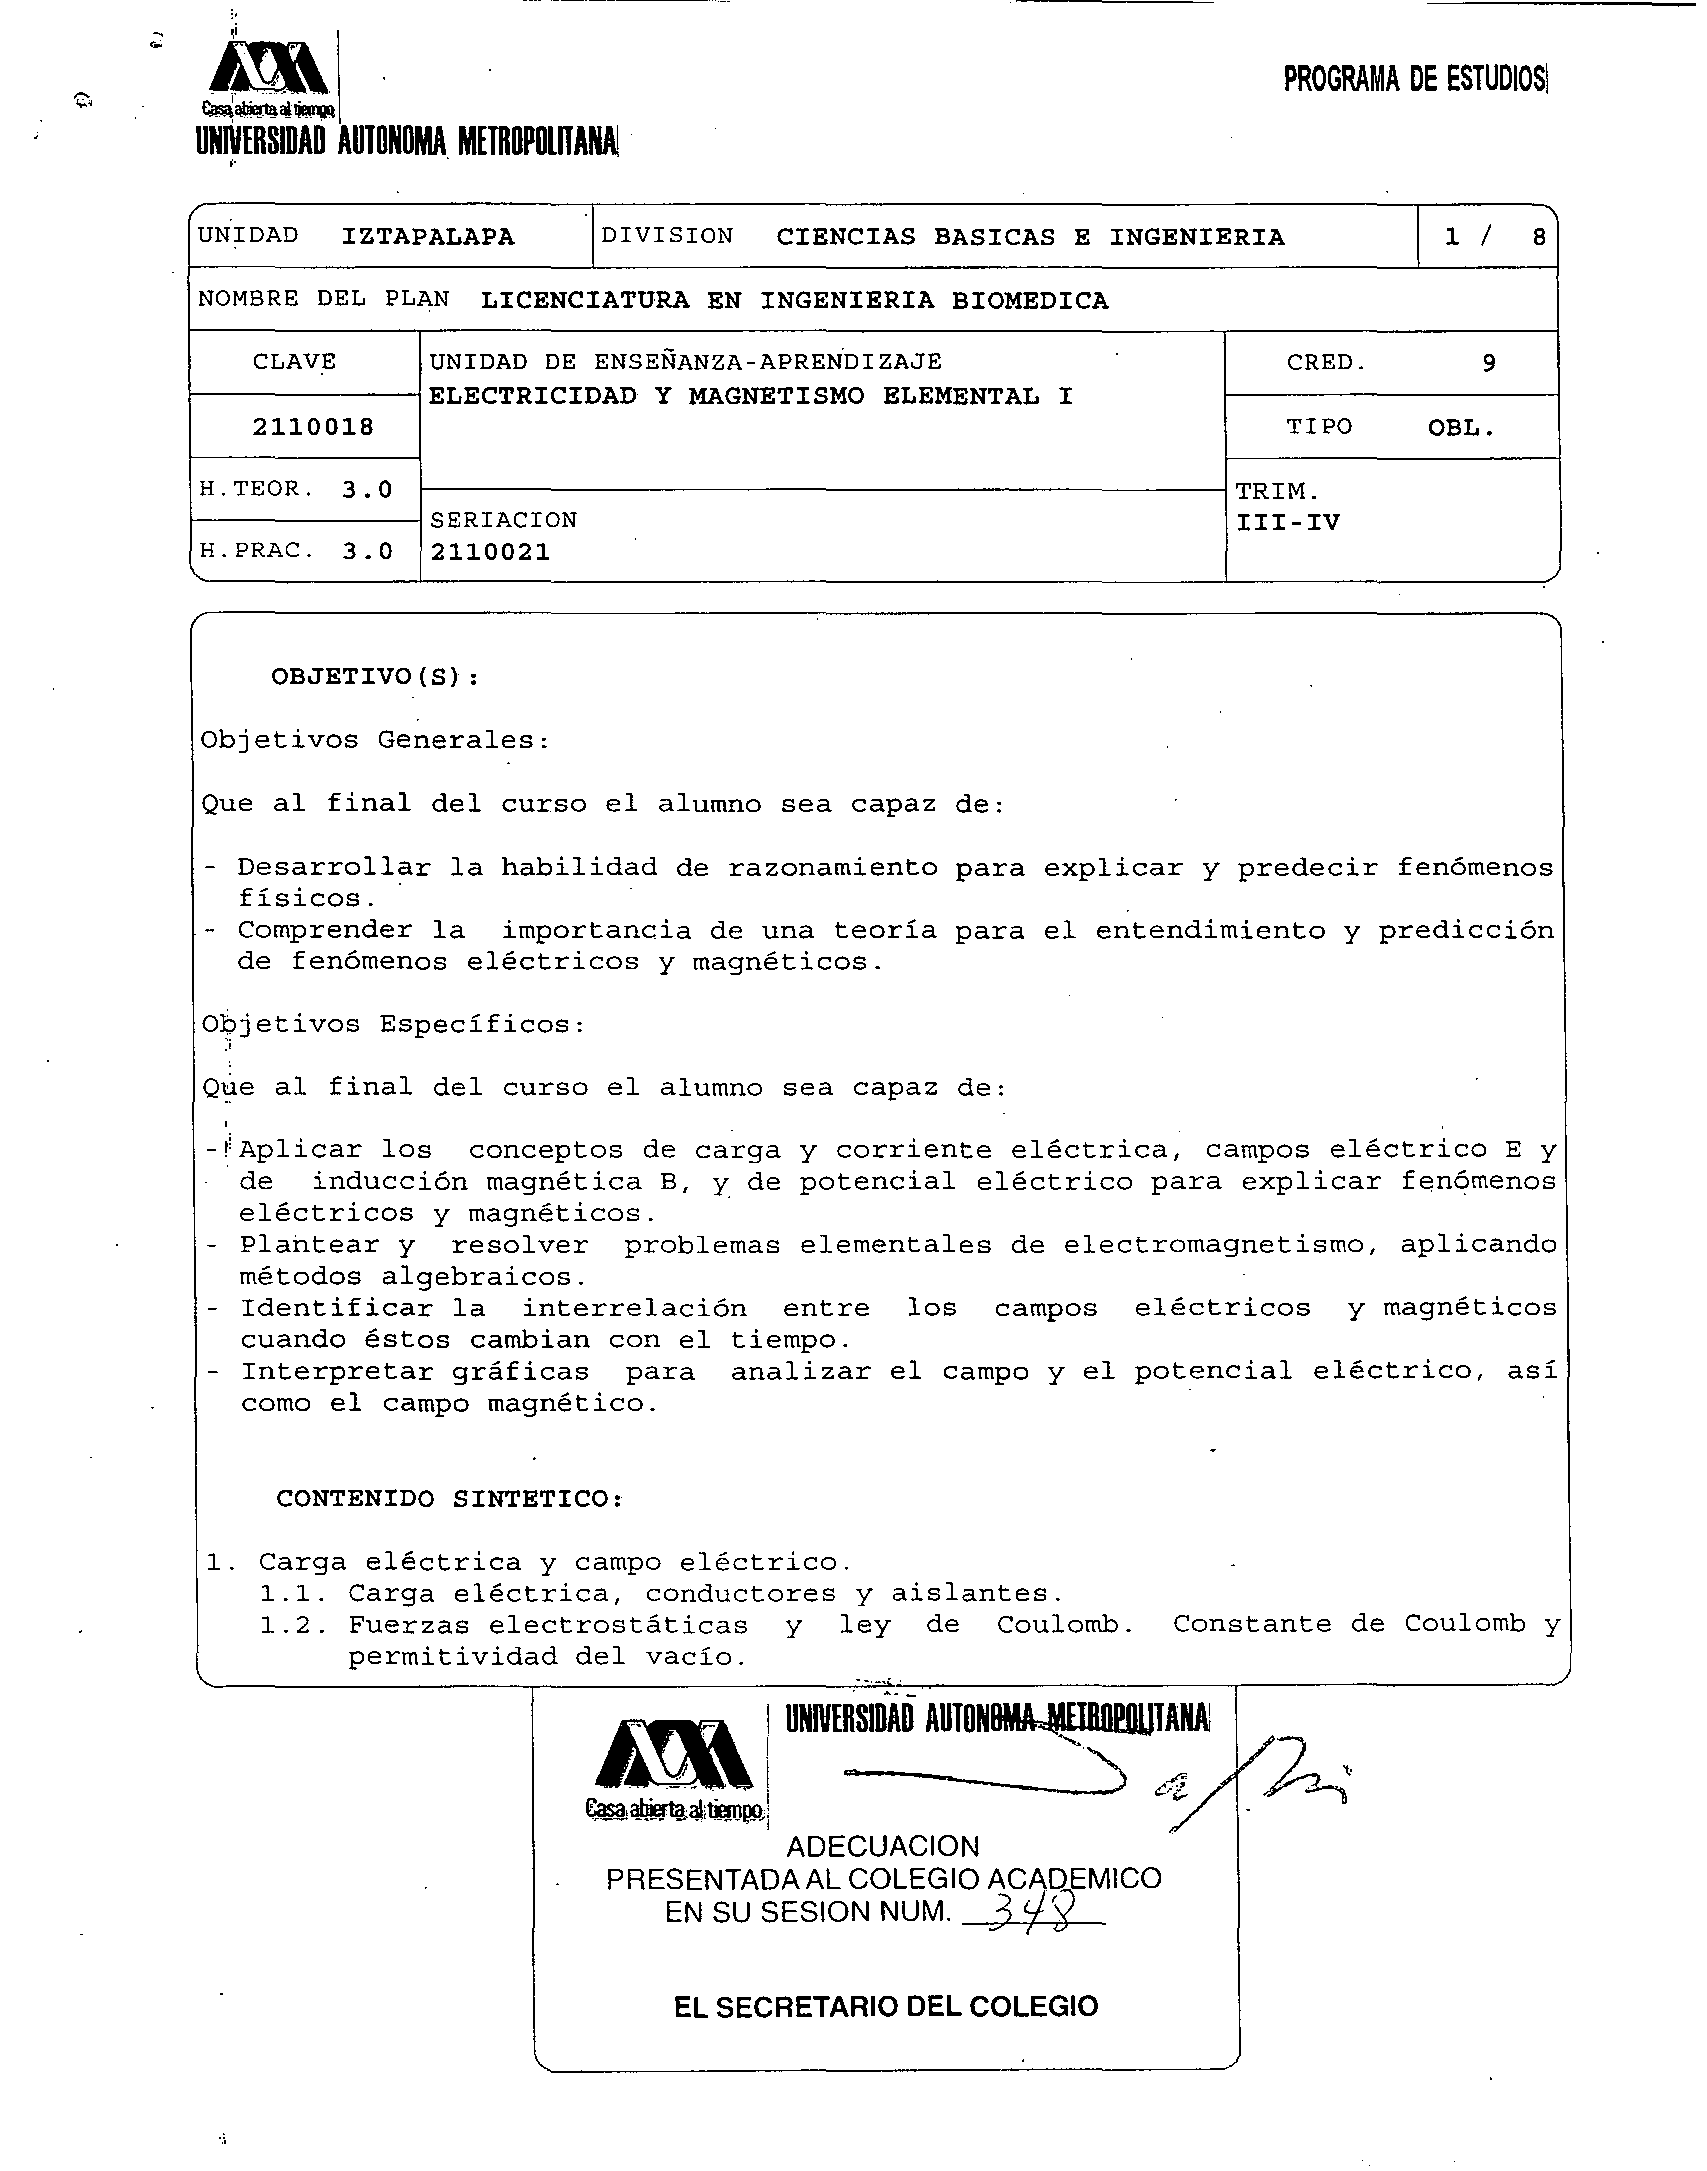 Casa abierta al tiempo
UNIVERSIDAD AUTONOMA METROPOLITANA
PROGRAMA DE ESTUDIOS
UNIDAD IZTAPALAPA DIVISION CIENCIAS BASICAS E INGENIERIA 1 / 8
NOMBRE DEL PLAN LICENCIATURA EN INGENIERIA BIOMEDICA
CLAVE UNIDAD DE ENSEÑANZA-APRENDIZAJE CRED. 9
ELECTRICIDAD Y MAGNETISMO ELEMENTAL I
2110018 TIPO OBL.
H.TEOR. 3.0 TRIM.
SERIACION III-IV
H.PRAC. 3.0 2110021
OBJETIVO(S):
Objetivos Generales:
Que al final del curso el alumno sea capaz de:
- Desarrollar la habilidad de razonamiento para explicar y predecir fenómenos
físicos.
- Comprender la importancia de una teoría para el entendimiento y predicción
de fenómenos eléctricos y magnéticos.
Objetivos Específicos:
Que al final del curso el alumno sea capaz de:
- Aplicar los conceptos de carga y corriente eléctrica, campos eléctrico E y
de inducción magnética B, y de potencial eléctrico para explicar fenómenos
eléctricos y magnéticos.
- Plantear y resolver problemas elementales de electromagnetismo, aplicando
métodos algebraicos.
- Identificar la interrelación entre los campos eléctricos y magnéticos
cuando éstos cambian con el tiempo.
- Interpretar gráficas para analizar el campo y el potencial eléctrico, así
como el campo magnético.
CONTENIDO SINTETICO:
1. Carga eléctrica y campo eléctrico.
1.1. Carga eléctrica, conductores y aislantes.
1.2. Fuerzas electrostáticas y ley de Coulomb. Constante de Coulomb y
permitividad del vacío.
UNIVERSIDAD AUTONOMA METROPOLITANA
Casa abierta al tiempo
ADECUACION
PRESENTADA AL COLEGIO ACADEMICO
EN SU SESION NUM. 348
EL SECRETARIO DEL COLEGIO